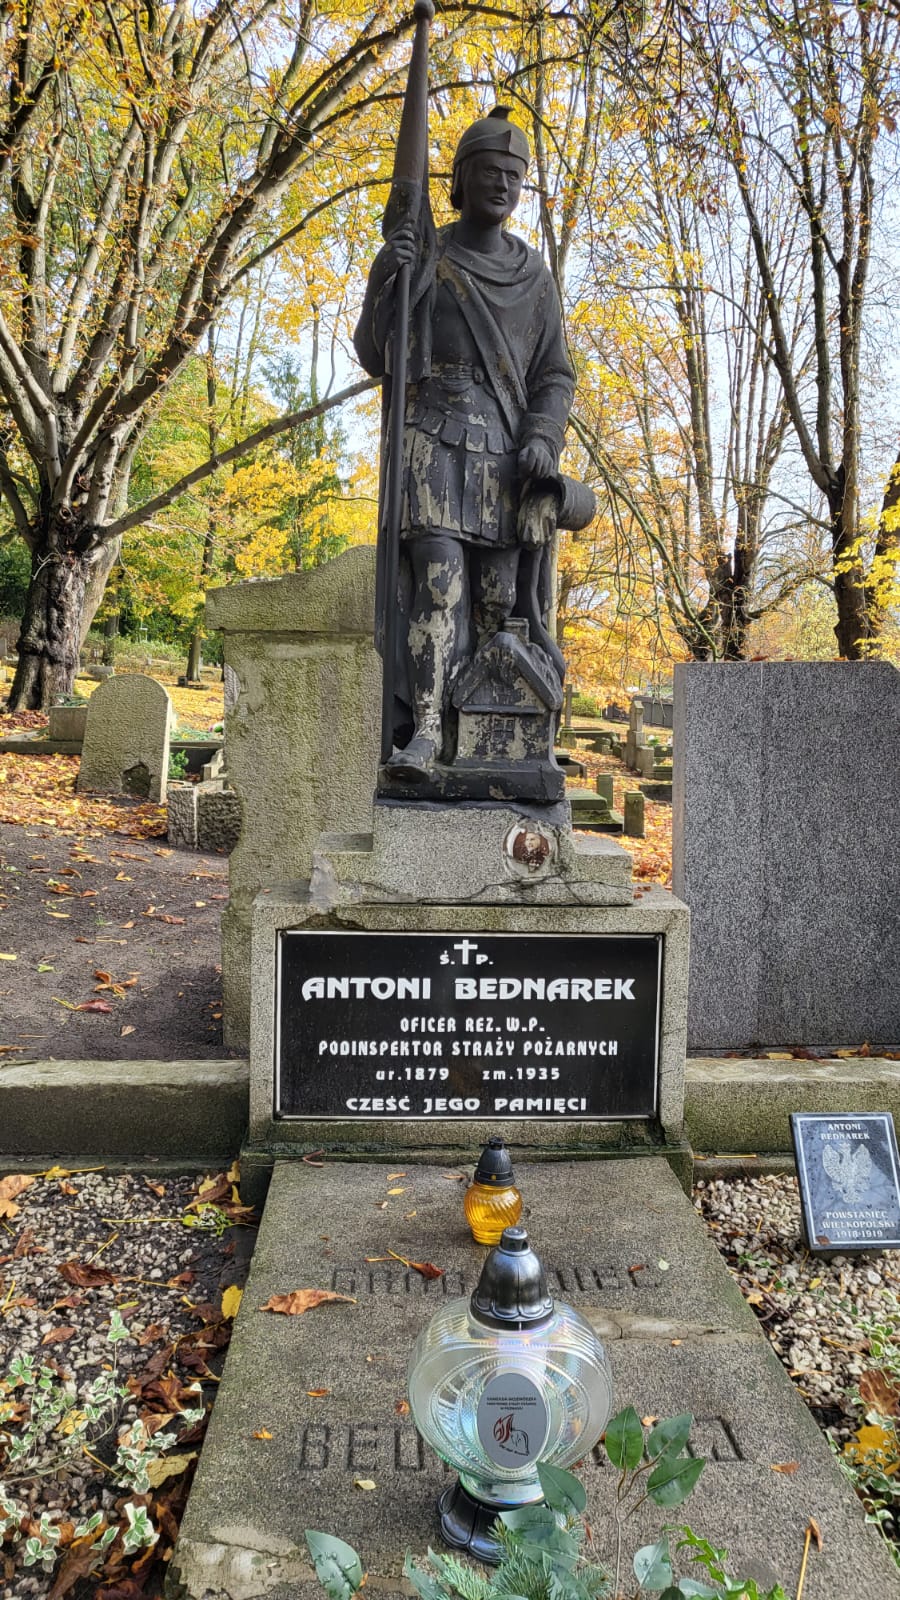 Ś. P.
ANTONI BEDNAREK
OFICER REZ. W.P.
PODINSPEKTOR STRAŻY POŻARNYCH
ur. 1879 zm. 1935
CZEŚĆ JEGO PAMIĘCI
ANTONI
BEDNAREK
POWSTANIEC
WIELKOPOLSKI
1918-1919